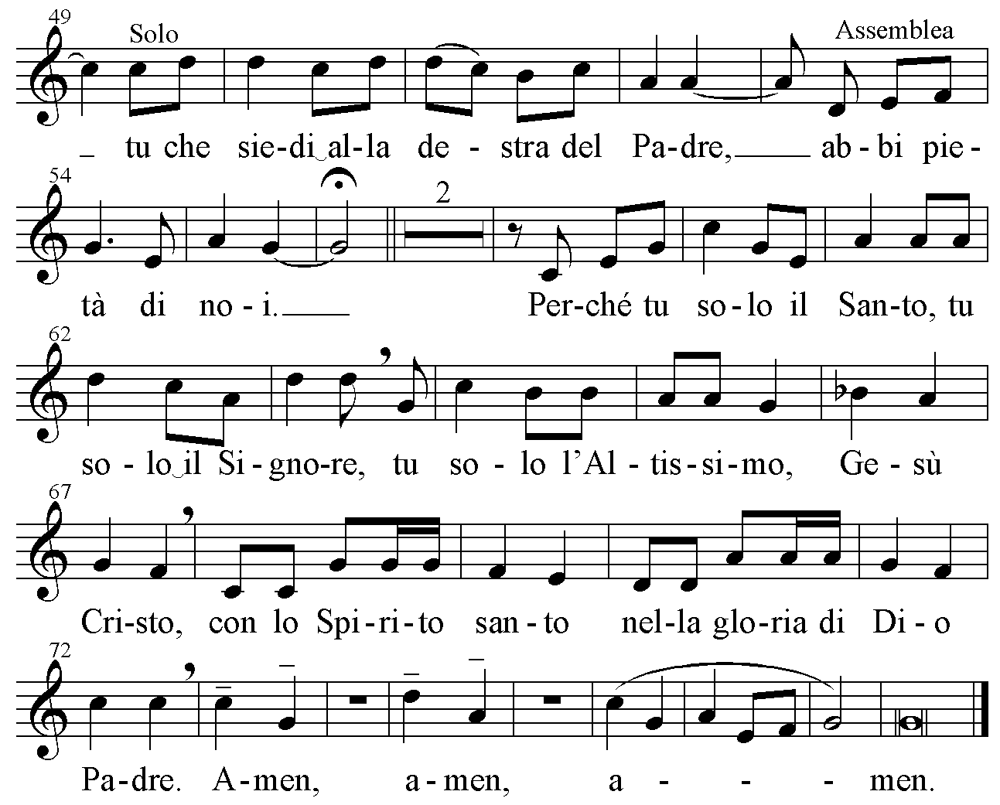 49
Solo
Assemblea
_ tu che sie-di‿al-la de - stra del Pa-dre,____ ab-bi pie-
54
2
tà di no-i.____ Per-ché tu so-lo il San-to, tu
62
so-lo‿il Si-gno-re, tu so-lo l’Al-tis-si-mo, Ge-sù
67
Cri-sto, con lo Spi-ri-to san-to nel-la glo-ria di Di-o
72
Pa-dre. A-men, a-men, a - - - men.